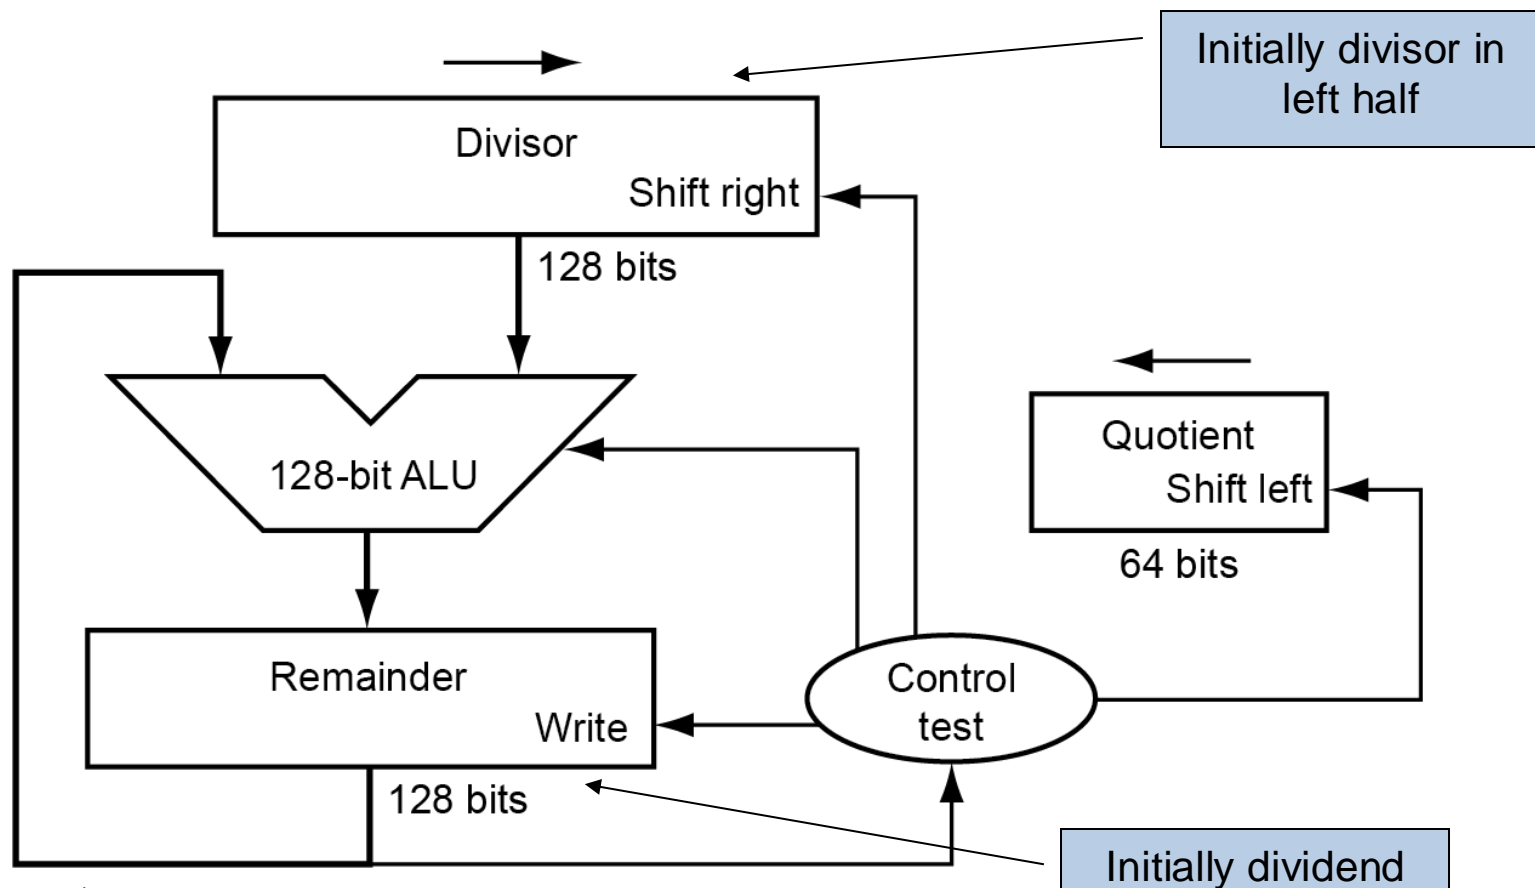 Initially divisor in
left half
Divisor
Shift right
128 bits
128-bit ALU
Quotient
Shift left
64 bits
Remainder
Write
128 bits
Control
test
Initially dividend